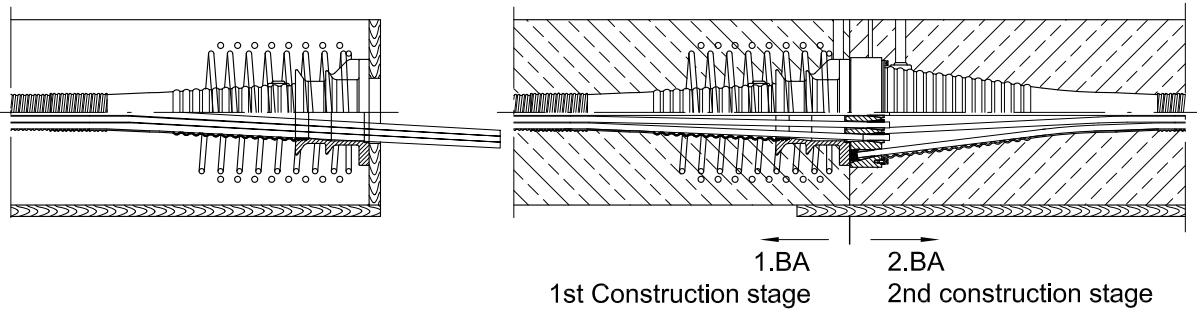 1.BA
1st Construction stage
2.BA
2nd construction stage